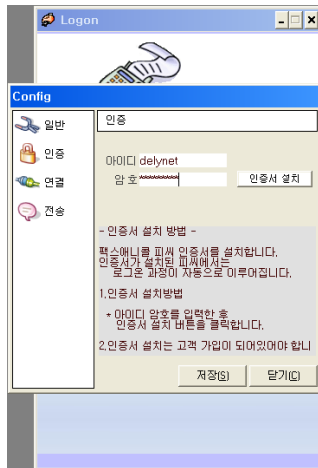 Logon
Config
일반
인증
연결
전송
인증
아이디 delynet
암호 *********
인증서 설치
- 인증서 설치 방법 -
팩스애니콜 피씨 인증서를 설치합니다.
인증서가 설치된 피씨에서는
로그온 과정이 자동으로 이루어집니다.
1.인증서 설치방법
* 아이디 암호를 입력한 후
인증서 설치 버튼을 클릭합니다.
2.인증서 설치는 고객 가입이 되어있어야 합니
저장(S) 닫기(C)